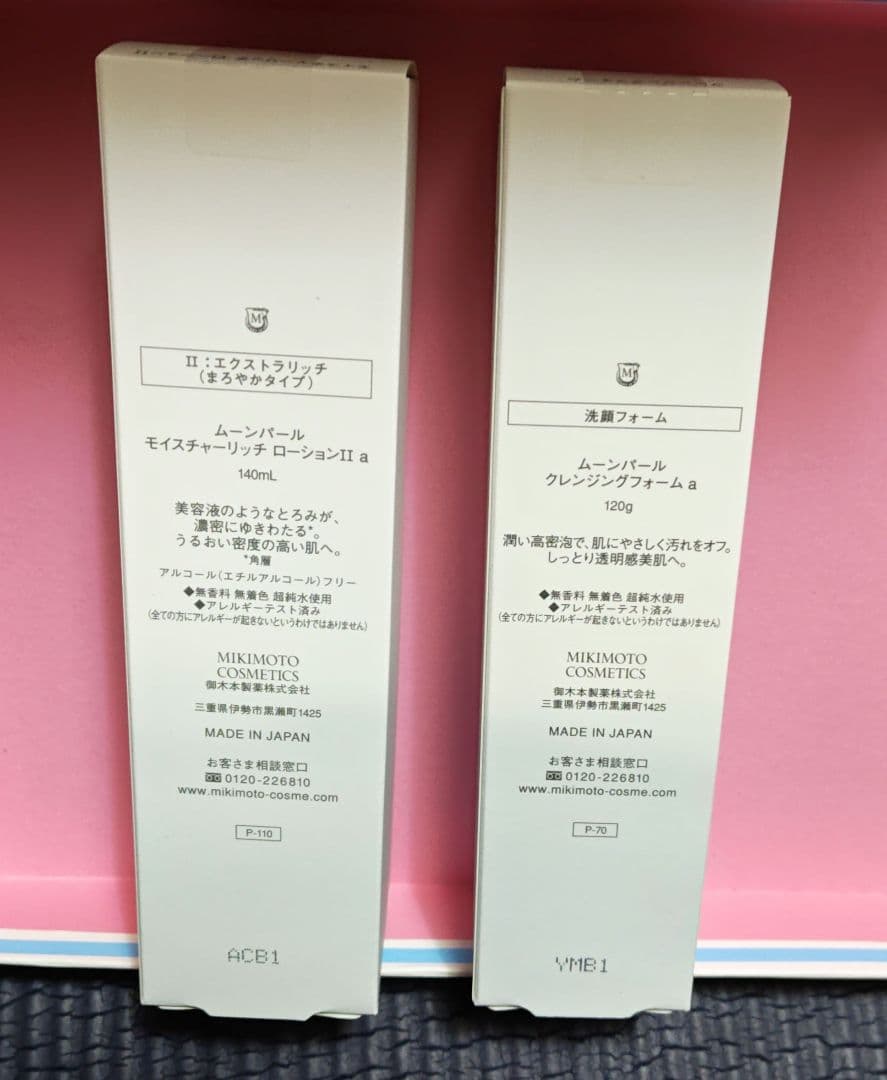 M
II：エクストラリッチ
(まろやかタイプ)
ムーンパール
モイスチャーリッチ ローションII a
140mL
美容液のようなとろみが、
濃密にゆきわたる*。
うるおい密度の高い肌へ。
*角層
アルコール(エチルアルコール)フリー
◆無香料 無着色 超純水使用
◆アレルギーテスト済み
(全ての方にアレルギーが起きないというわけではありません)
MIKIMOTO
COSMETICS
御木本製薬株式会社
三重県伊勢市黒瀬町1425
MADE IN JAPAN
お客さま相談窓口
0120-226810
www.mikimoto-cosme.com
P-110
ACB1
M
洗顔フォーム
ムーンパール
クレンジングフォーム a
120g
潤い高密泡で、肌にやさしく汚れをオフ。
しっとり透明感美肌へ。
◆無香料 無着色 超純水使用
◆アレルギーテスト済み
(全ての方にアレルギーが起きないというわけではありません)
MIKIMOTO
COSMETICS
御木本製薬株式会社
三重県伊勢市黒瀬町1425
MADE IN JAPAN
お客さま相談窓口
0120-226810
www.mikimoto-cosme.com
P-70
YMB1